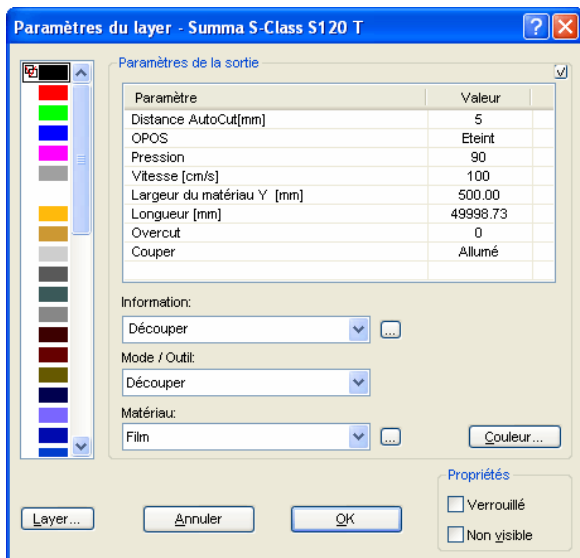 Paramètres du layer - Summa S-Class S120 T
Paramètres de la sortie
Paramètre Valeur
Distance AutoCut[mm] 5
OPOS Eteint
Pression 90
Vitesse [cm/s] 100
Largeur du matériau Y [mm] 500.00
Longueur [mm] 49998.73
Overcut 0
Couper Allumé
Information:
Découper
...
Mode / Outil:
Découper
Matériau:
Film
...
Couleur...
Propriétés
Verrouillé
Non visible
Layer...
Annuler
OK